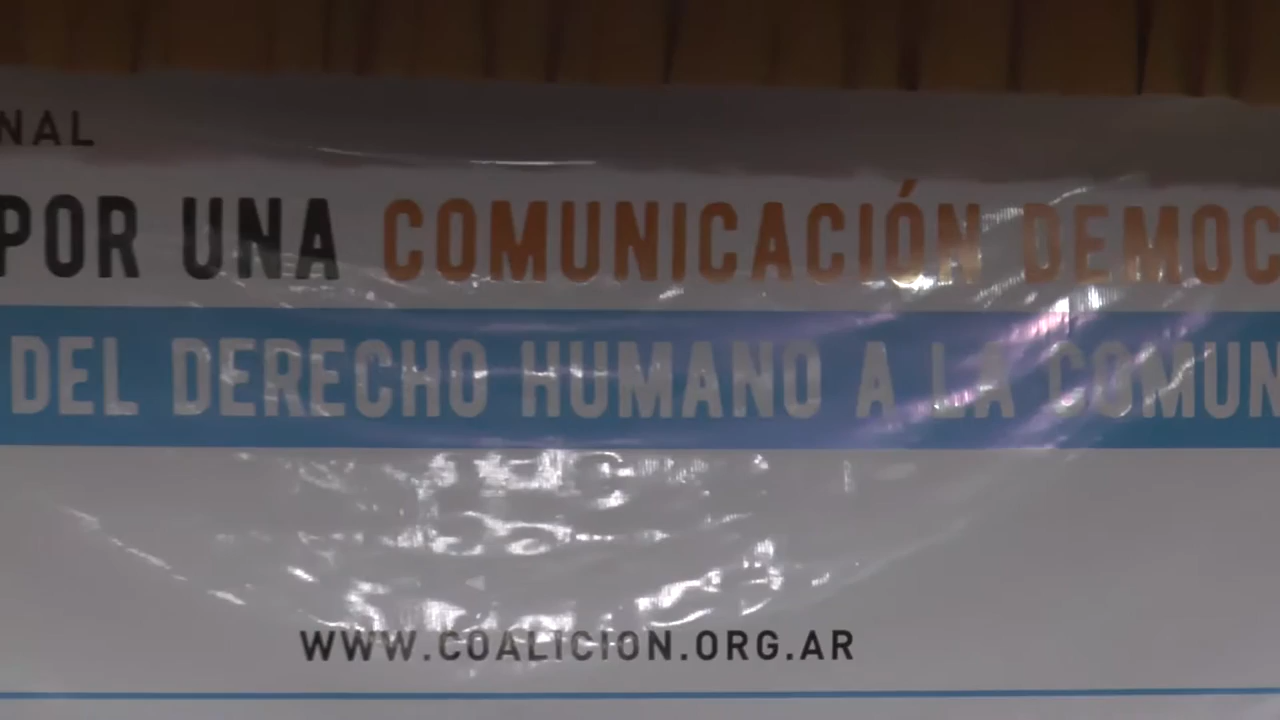 NAL
POR UNA COMUNICACIÓN DEMOC
DEL DERECHO HUMANO A LA COMUN
WWW.COALICION.ORG.AR